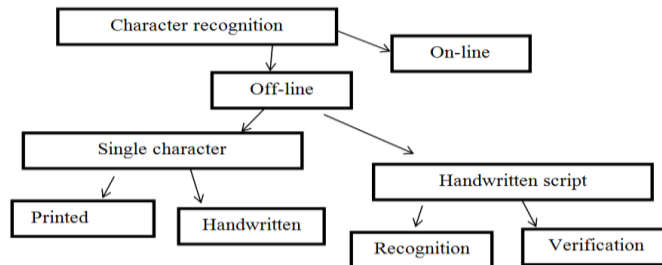 Character recognition
On-line
Off-line
Single character
Handwritten script
Printed
Handwritten
Recognition
Verification